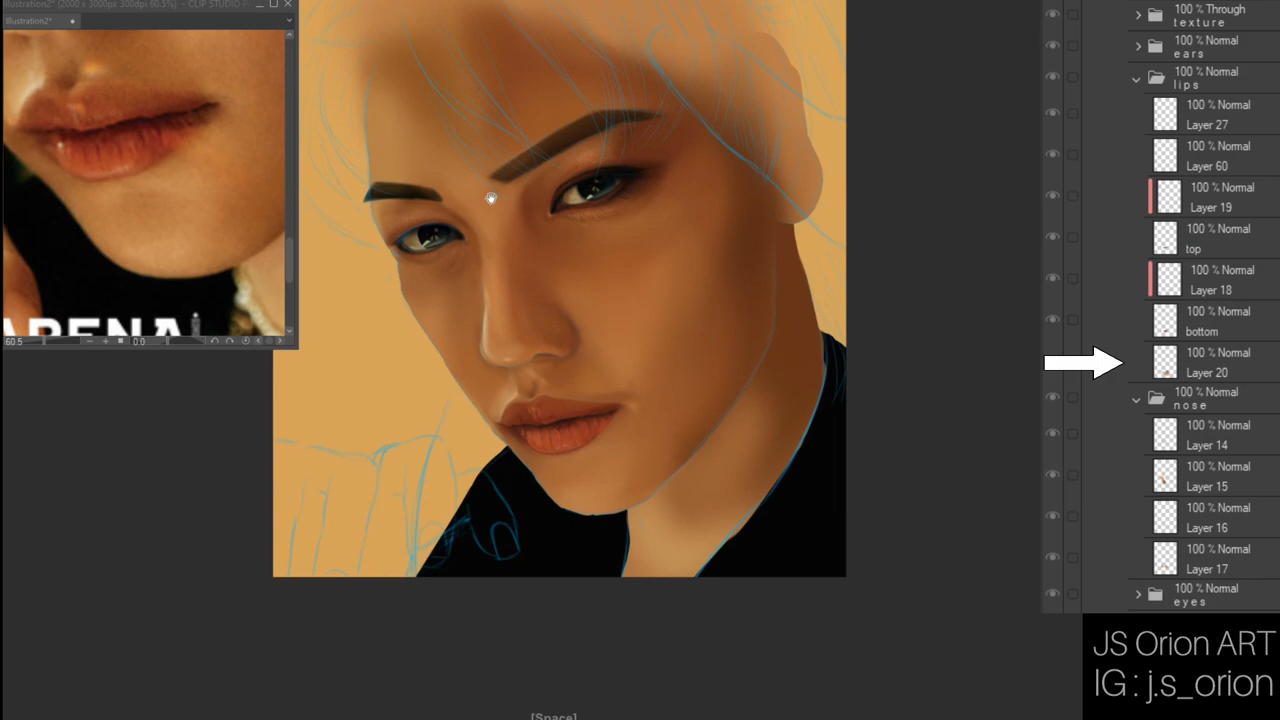 Illustration2* (2000 x 3000px 300dpi 60.5%) - CLIP STUDIO
Illustration2*
ARENA
60.5
0.0
100 % Through
texture
100 % Normal
ears
100 % Normal
lips
100 % Normal
Layer 27
100 % Normal
Layer 60
100 % Normal
Layer 19
100 % Normal
top
100 % Normal
Layer 18
100 % Normal
bottom
100 % Normal
Layer 20
100 % Normal
nose
100 % Normal
Layer 14
100 % Normal
Layer 15
100 % Normal
Layer 16
100 % Normal
Layer 17
100 % Normal
eyes
JS Orion ART
IG : j.s_orion
[Space]